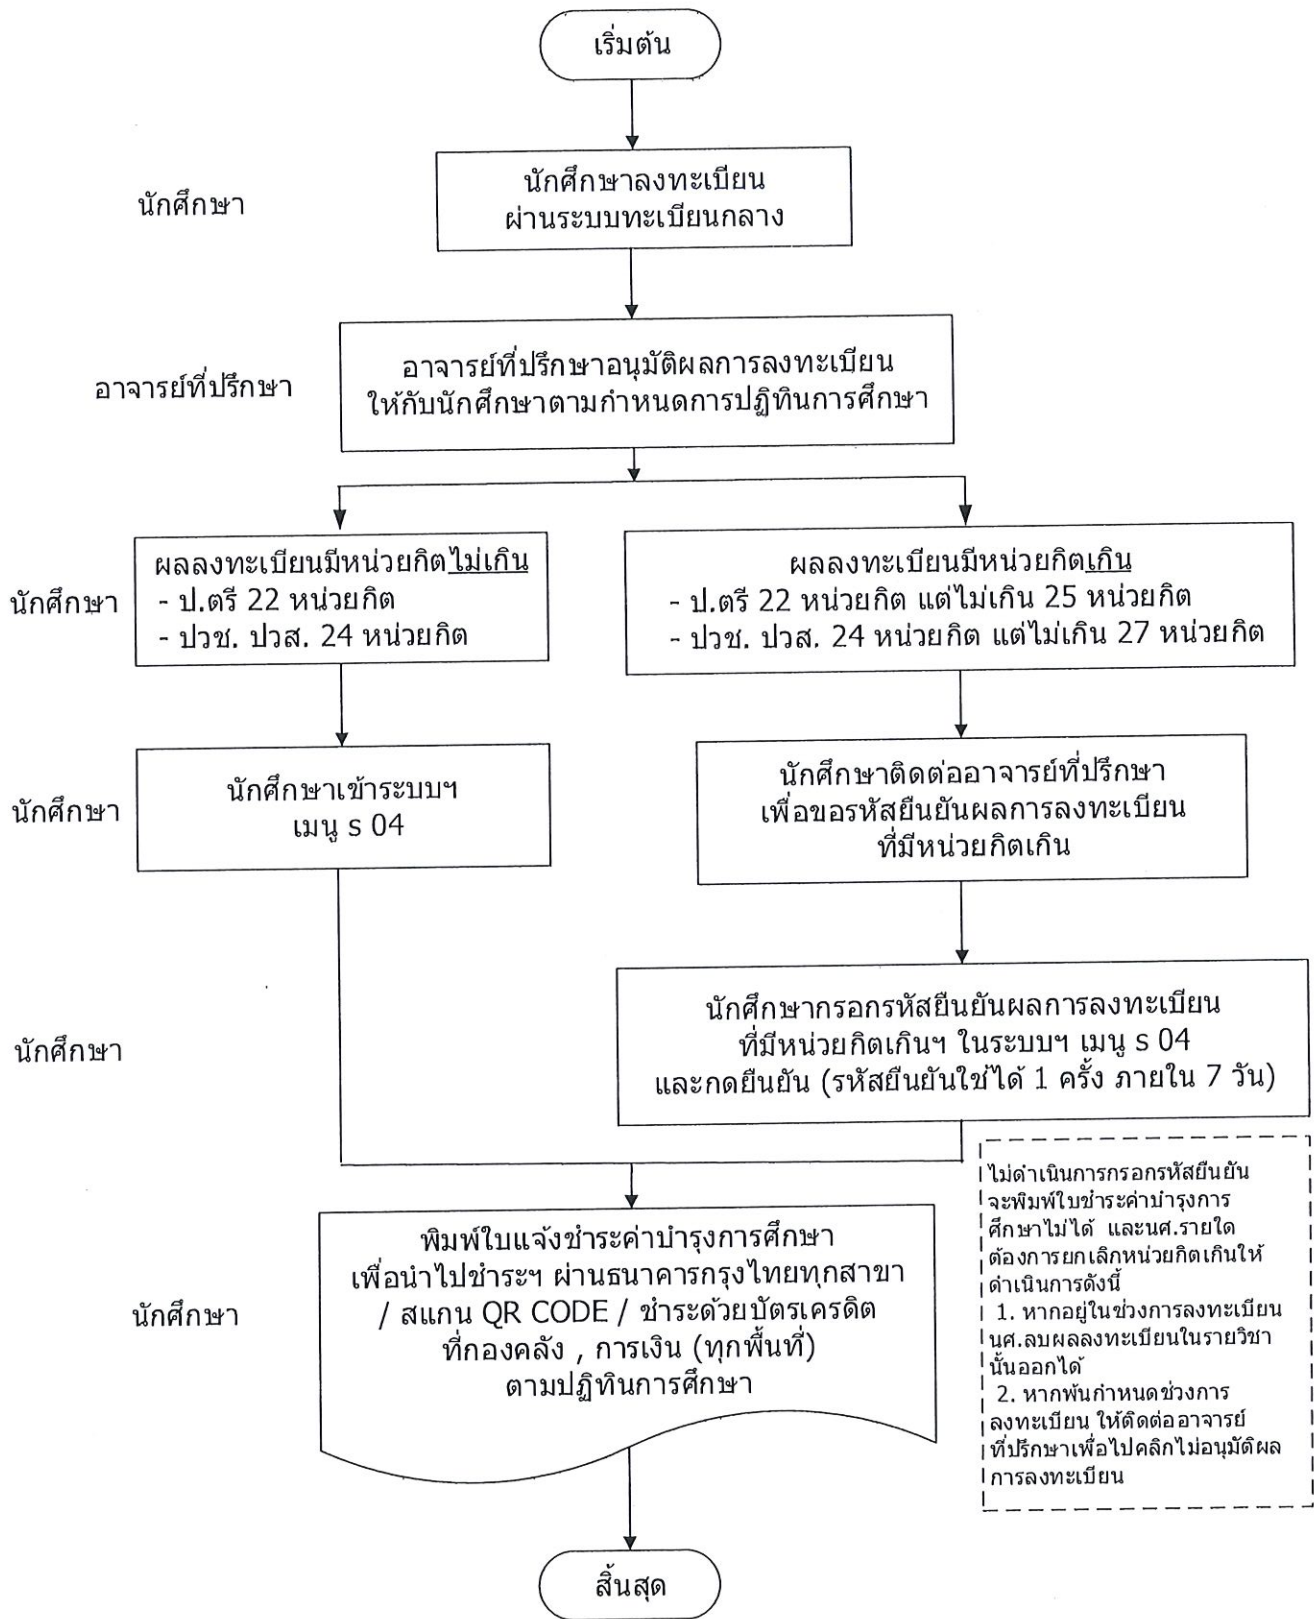 เริ่มต้น
นักศึกษา
นักศึกษาลงทะเบียน
ผ่านระบบทะเบียนกลาง
อาจารย์ที่ปรึกษา
อาจารย์ที่ปรึกษาอนุมัติผลการลงทะเบียน
ให้กับนักศึกษาตามกำหนดการปฏิทินการศึกษา
นักศึกษา
ผลลงทะเบียนมีหน่วยกิตไม่เกิน
- ป.ตรี 22 หน่วยกิต
- ปวช. ปวส. 24 หน่วยกิต
ผลลงทะเบียนมีหน่วยกิตเกิน
- ป.ตรี 22 หน่วยกิต แต่ไม่เกิน 25 หน่วยกิต
- ปวช. ปวส. 24 หน่วยกิต แต่ไม่เกิน 27 หน่วยกิต
นักศึกษา
นักศึกษาเข้าระบบฯ
เมนู s 04
นักศึกษาติดต่ออาจารย์ที่ปรึกษา
เพื่อขอรหัสยืนยันผลการลงทะเบียน
ที่มีหน่วยกิตเกิน
นักศึกษา
นักศึกษากรอกรหัสยืนยันผลการลงทะเบียน
ที่มีหน่วยกิตเกินฯ ในระบบฯ เมนู s 04
และกดยืนยัน (รหัสยืนยันใช้ได้ 1 ครั้ง ภายใน 7 วัน)
นักศึกษา
พิมพ์ใบแจ้งชำระค่าบำรุงการศึกษา
เพื่อนำไปชำระฯ ผ่านธนาคารกรุงไทยทุกสาขา
/ สแกน QR CODE / ชำระด้วยบัตรเครดิต
ที่กองคลัง , การเงิน (ทุกพื้นที่)
ตามปฏิทินการศึกษา
ไม่ดำเนินการกรอกรหัสยืนยัน
จะพิมพ์ใบชำระค่าบำรุงการ
ศึกษาไม่ได้ และนศ.รายใด
ต้องการยกเลิกหน่วยกิตเกินให้
ดำเนินการดังนี้
1. หากอยู่ในช่วงการลงทะเบียน
นศ.ลบผลลงทะเบียนในรายวิชา
นั้นออกได้
2. หากพ้นกำหนดช่วงการ
ลงทะเบียน ให้ติดต่ออาจารย์
ที่ปรึกษาเพื่อไปคลิกไม่อนุมัติผล
การลงทะเบียน
สิ้นสุด